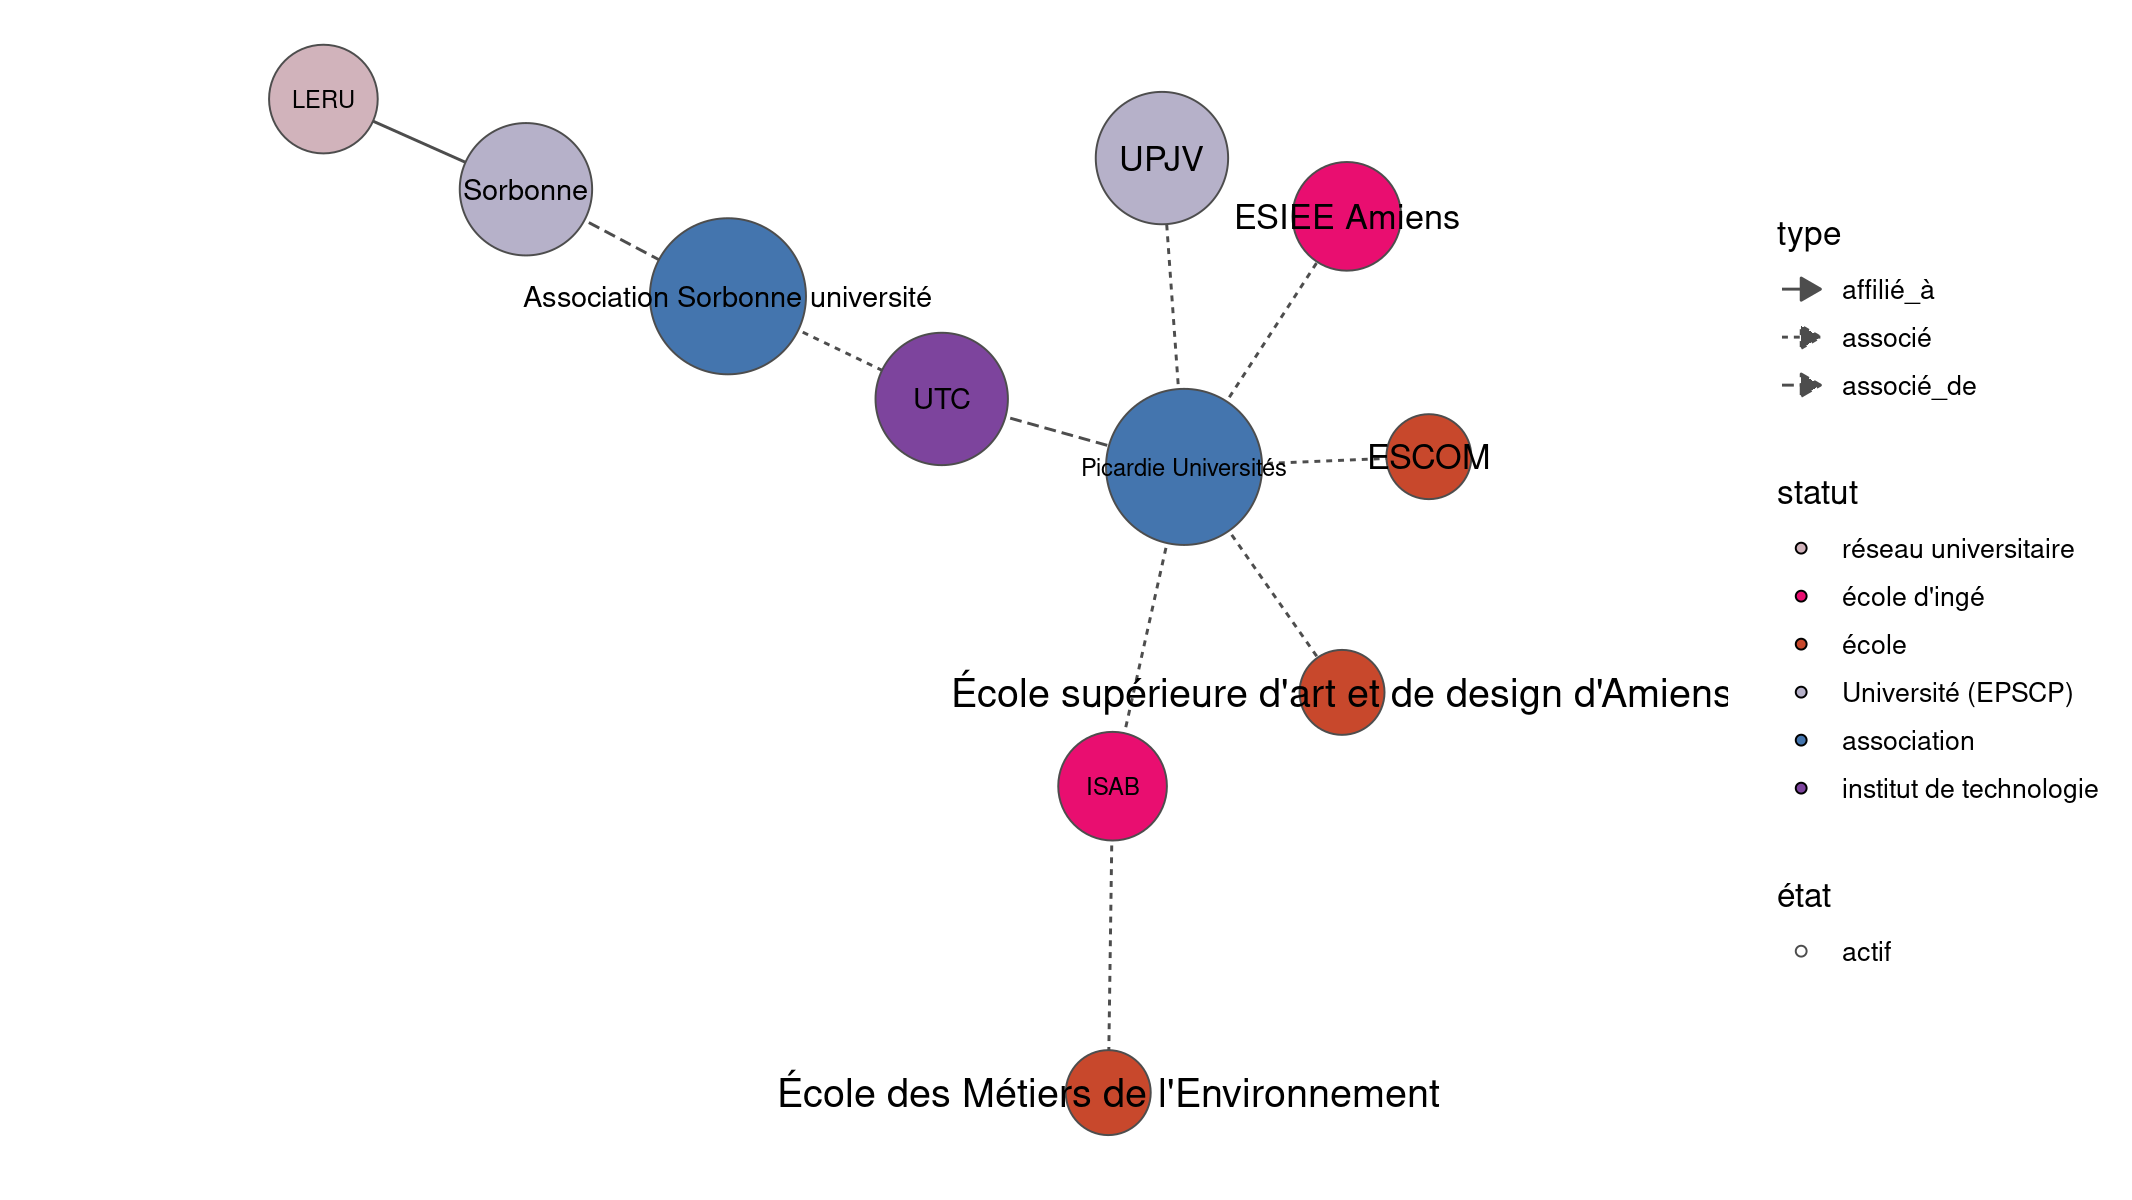 LERU
Sorbonne
Association Sorbonne université
UTC
UPJV
ESIEE Amiens
Picardie Universités
ESCOM
École supérieure d'art et de design d'Amiens
ISAB
École des Métiers de l'Environnement
type
affilié_à
associé
associé_de
statut
réseau universitaire
école d'ingé
école
Université (EPSCP)
association
institut de technologie
état
actif